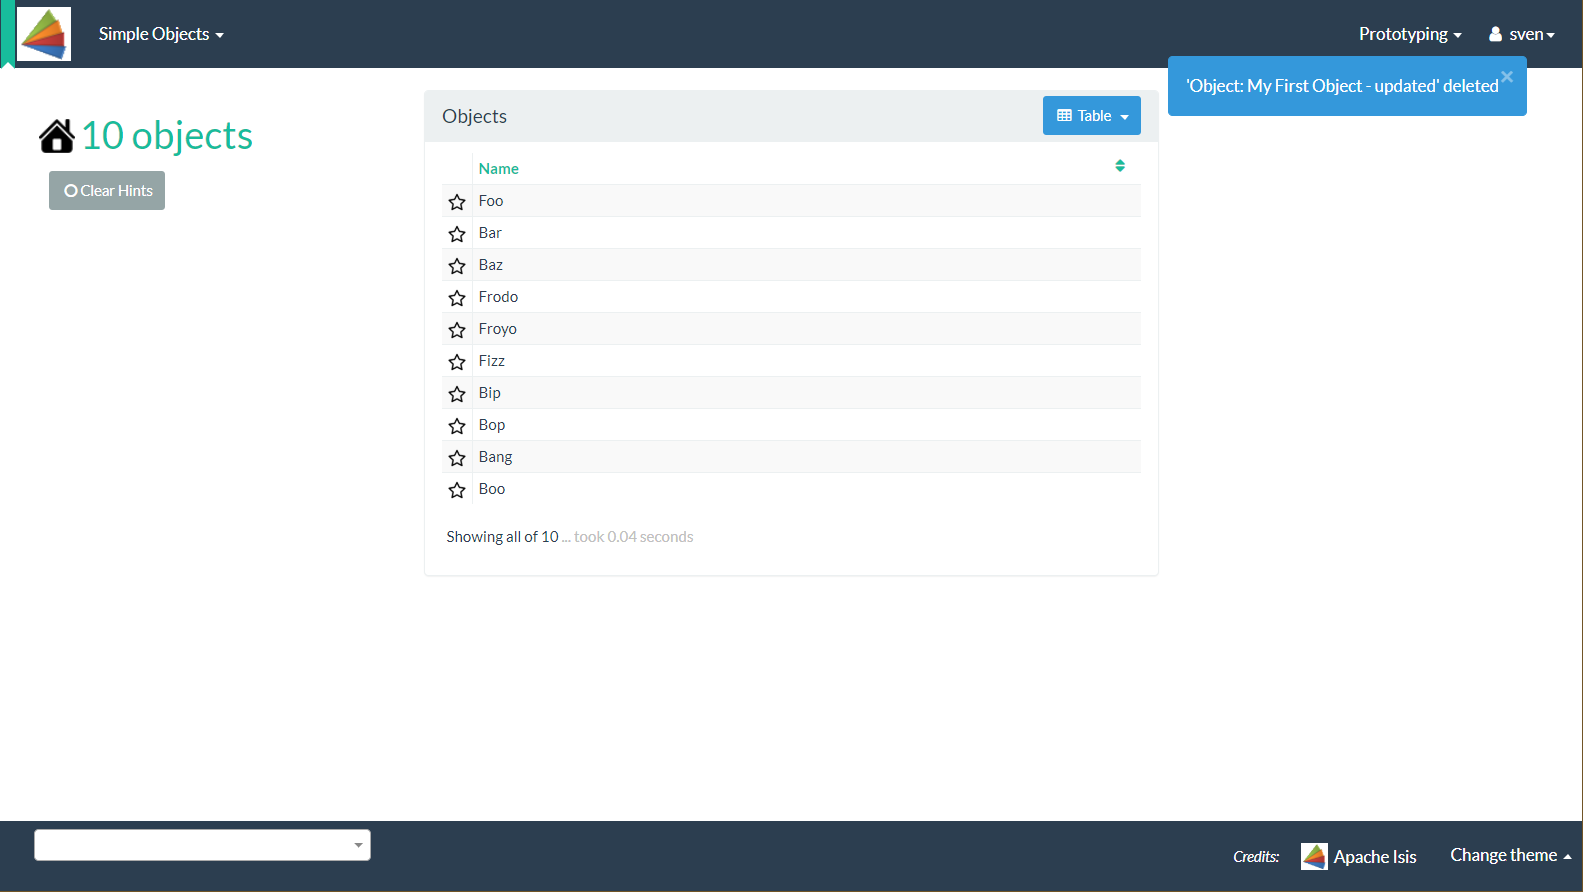 Simple Objects
Prototyping
sven
'Object: My First Object - updated' deleted ×
10 objects
Clear Hints
Objects
Table
Name
Foo
Bar
Baz
Frodo
Froyo
Fizz
Bip
Bop
Bang
Boo
Showing all of 10 ... took 0.04 seconds
Credits: Apache Isis Change theme